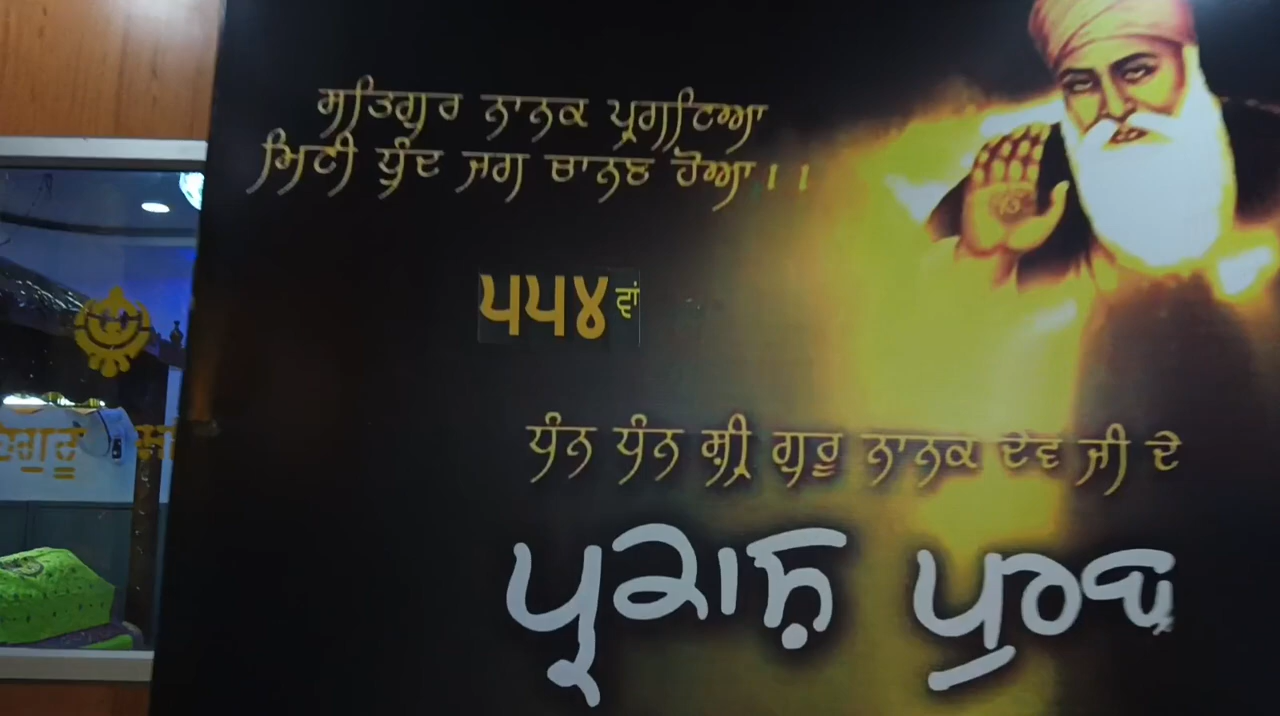 ਸਤਿਗੁਰ ਨਾਨਕ ਪ੍ਰਗਟਿਆ
ਮਿਟੀ ਧੁੰਦ ਜਗ ਚਾਨਣ ਹੋਆ।।
੫੫੪ਵਾਂ
ਧੰਨ ਧੰਨ ਸ਼੍ਰੀ ਗੁਰੂ ਨਾਨਕ ਦੇਵ ਜੀ ਦੇ
ਪ੍ਰਕਾਸ਼ ਪੁਰਬ